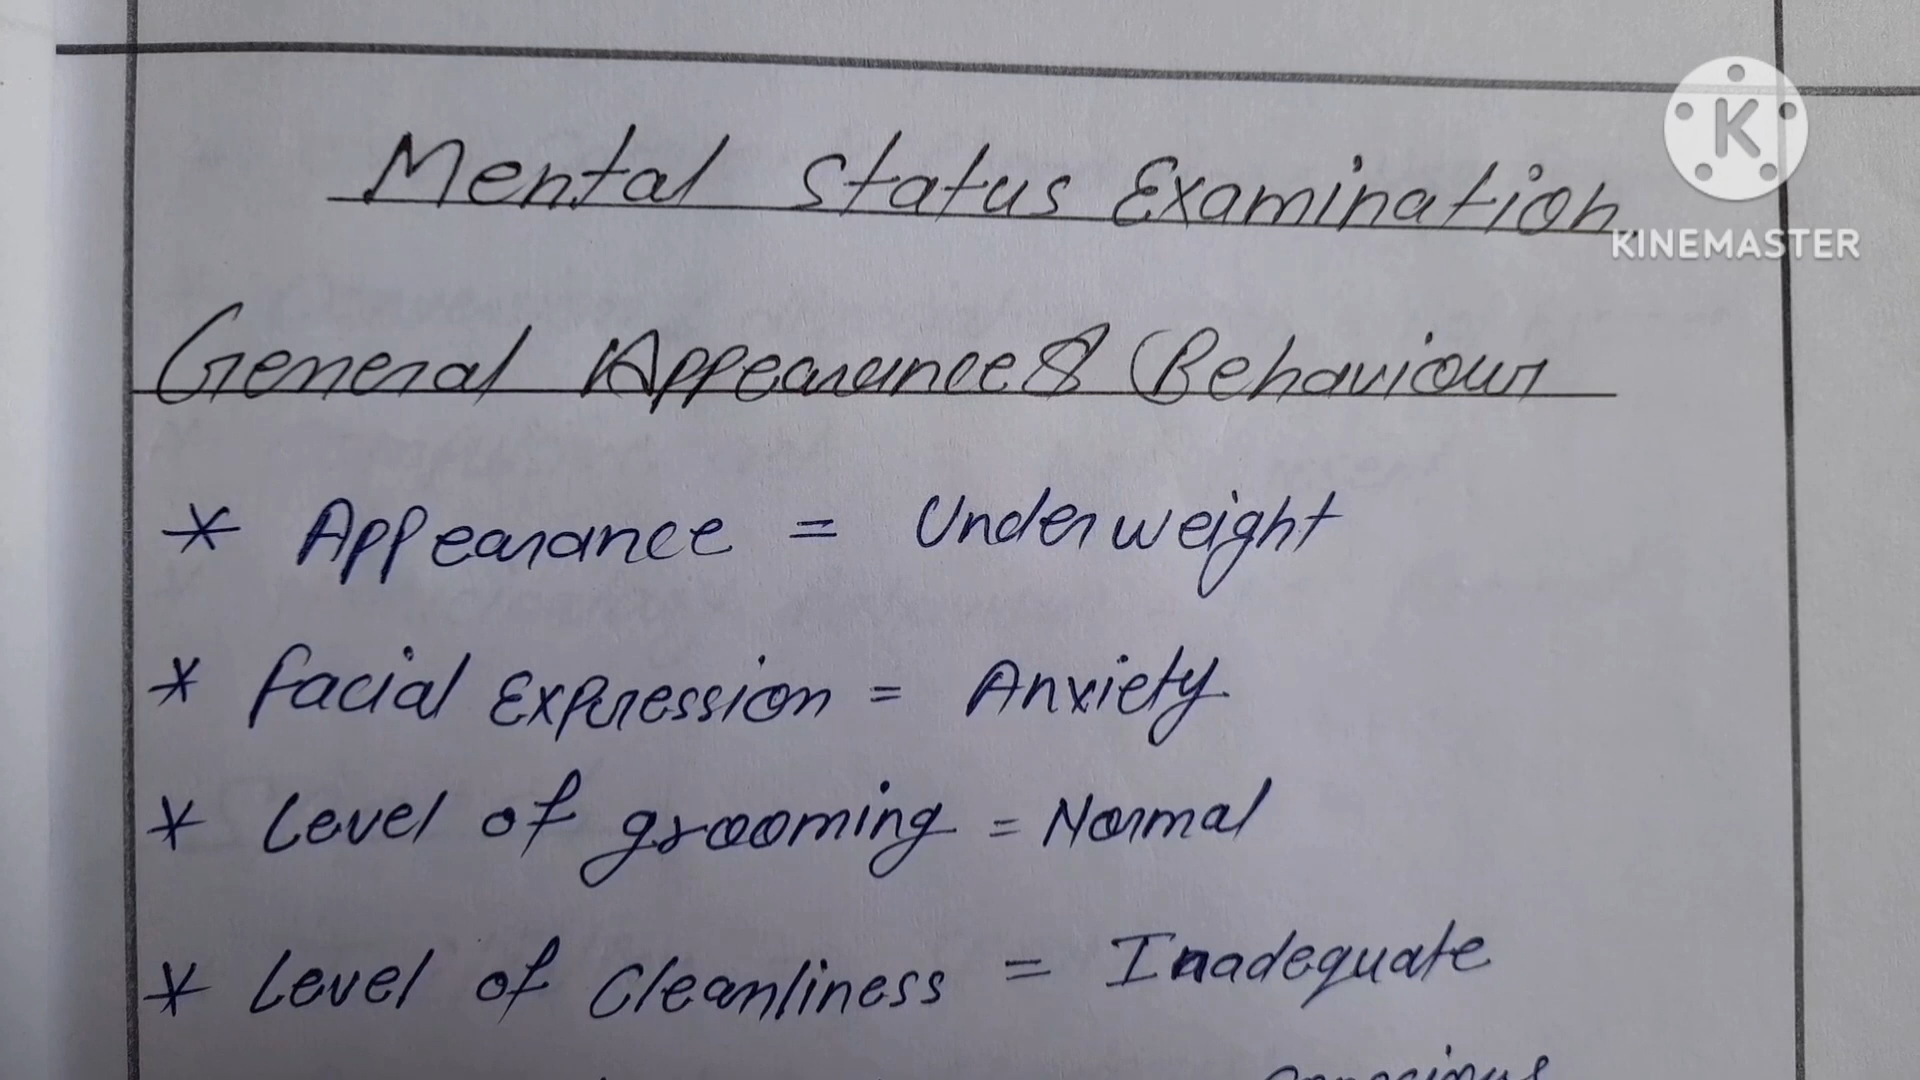 Mental Status Examination.
K
KINEMASTER
General Appearance & Behaviour
* Appearance = Underweight
* Facial Expression = Anxiety
* Level of grooming = Normal
* Level of Cleanliness = Inadequate